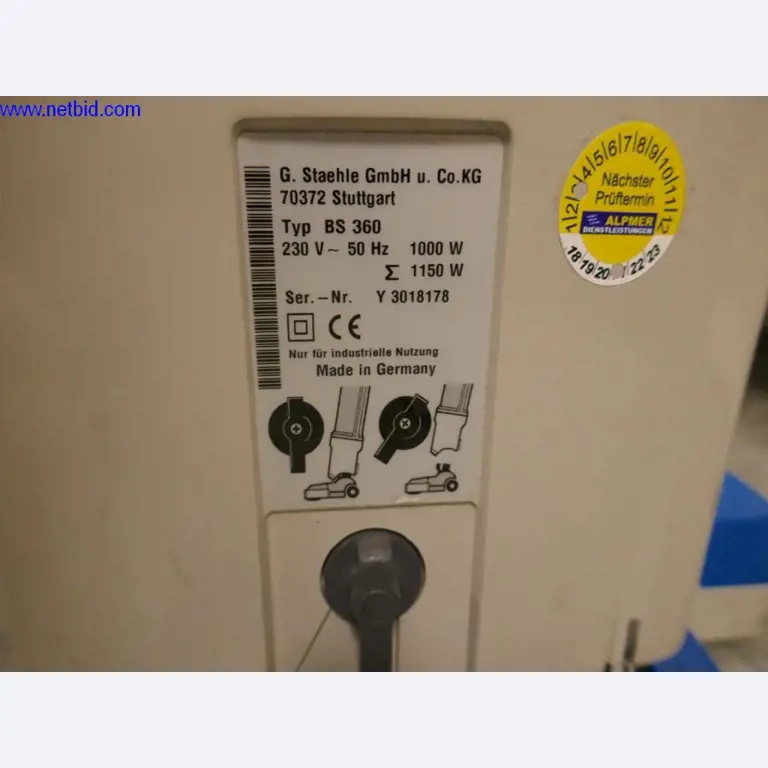 www.netbid.com
G. Staehle GmbH u. Co.KG
70372 Stuttgart
Typ BS 360
230 V ~ 50 Hz 1000 W
Σ 1150 W
Ser.-Nr. Y 3018178
CE
Nur für industrielle Nutzung
Made in Germany
1|2| 4|5|6|7|8|9|10|11|12
Nächster
Prüftermin
ALPMER
DIENSTLEISTUNGEN
18 19 20 22 23